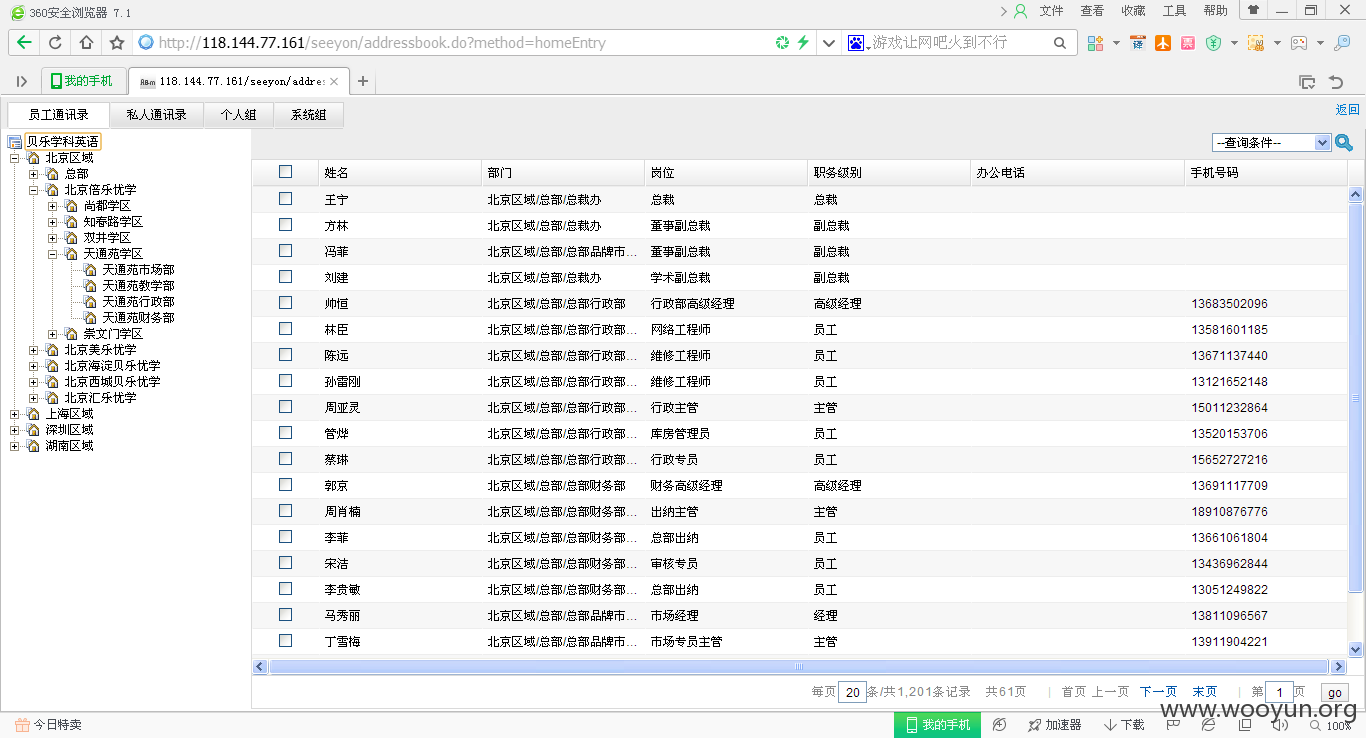 360安全浏览器 7.1
文件 查看 收藏 工具 帮助
http://118.144.77.161/seeyon/addressbook.do?method=homeEntry
游戏让网吧火到不行
我的手机
118.144.77.161/seeyon/addre
员工通讯录 私人通讯录 个人组 系统组
返回
--查询条件--
贝乐学科英语
北京区域
总部
北京倍乐优学
尚都学区
知春路学区
双井学区
天通苑学区
天通苑市场部
天通苑教学部
天通苑行政部
天通苑财务部
崇文门学区
北京美乐优学
北京海淀贝乐优学
北京西城贝乐优学
北京汇乐优学
上海区域
深圳区域
湖南区域
姓名 部门 岗位 职务级别 办公电话 手机号码
王宁 北京区域/总部/总裁办 总裁 总裁
方林 北京区域/总部/总裁办 董事副总裁 副总裁
冯菲 北京区域/总部/总部品牌市... 董事副总裁 副总裁
刘建 北京区域/总部/总裁办 学术副总裁 副总裁
帅恒 北京区域/总部/总部行政部 行政部高级经理 高级经理 13683502096
林臣 北京区域/总部/总部行政部... 网络工程师 员工 13581601185
陈远 北京区域/总部/总部行政部... 维修工程师 员工 13671137440
孙雷刚 北京区域/总部/总部行政部... 维修工程师 员工 13121652148
周亚灵 北京区域/总部/总部行政部... 行政主管 主管 15011232864
管烨 北京区域/总部/总部行政部... 库房管理员 员工 13520153706
蔡琳 北京区域/总部/总部行政部... 行政专员 员工 15652727216
郭京 北京区域/总部/总部财务部 财务高级经理 高级经理 13691117709
周肖楠 北京区域/总部/总部财务部... 出纳主管 主管 18910876776
李菲 北京区域/总部/总部财务部... 总部出纳 员工 13661061804
宋洁 北京区域/总部/总部财务部... 审核专员 员工 13436962844
李贵敏 北京区域/总部/总部财务部... 总部出纳 员工 13051249822
马秀丽 北京区域/总部/总部品牌市... 市场经理 经理 13811096567
丁雪梅 北京区域/总部/总部品牌市... 市场专员主管 主管 13911904221
每页 20 条/共1,201条记录 共61页 | 首页 上一页 下一页 末页 | 第 1 页 go
www.wooyun.org
今日特卖
我的手机 加速器 下载 100%